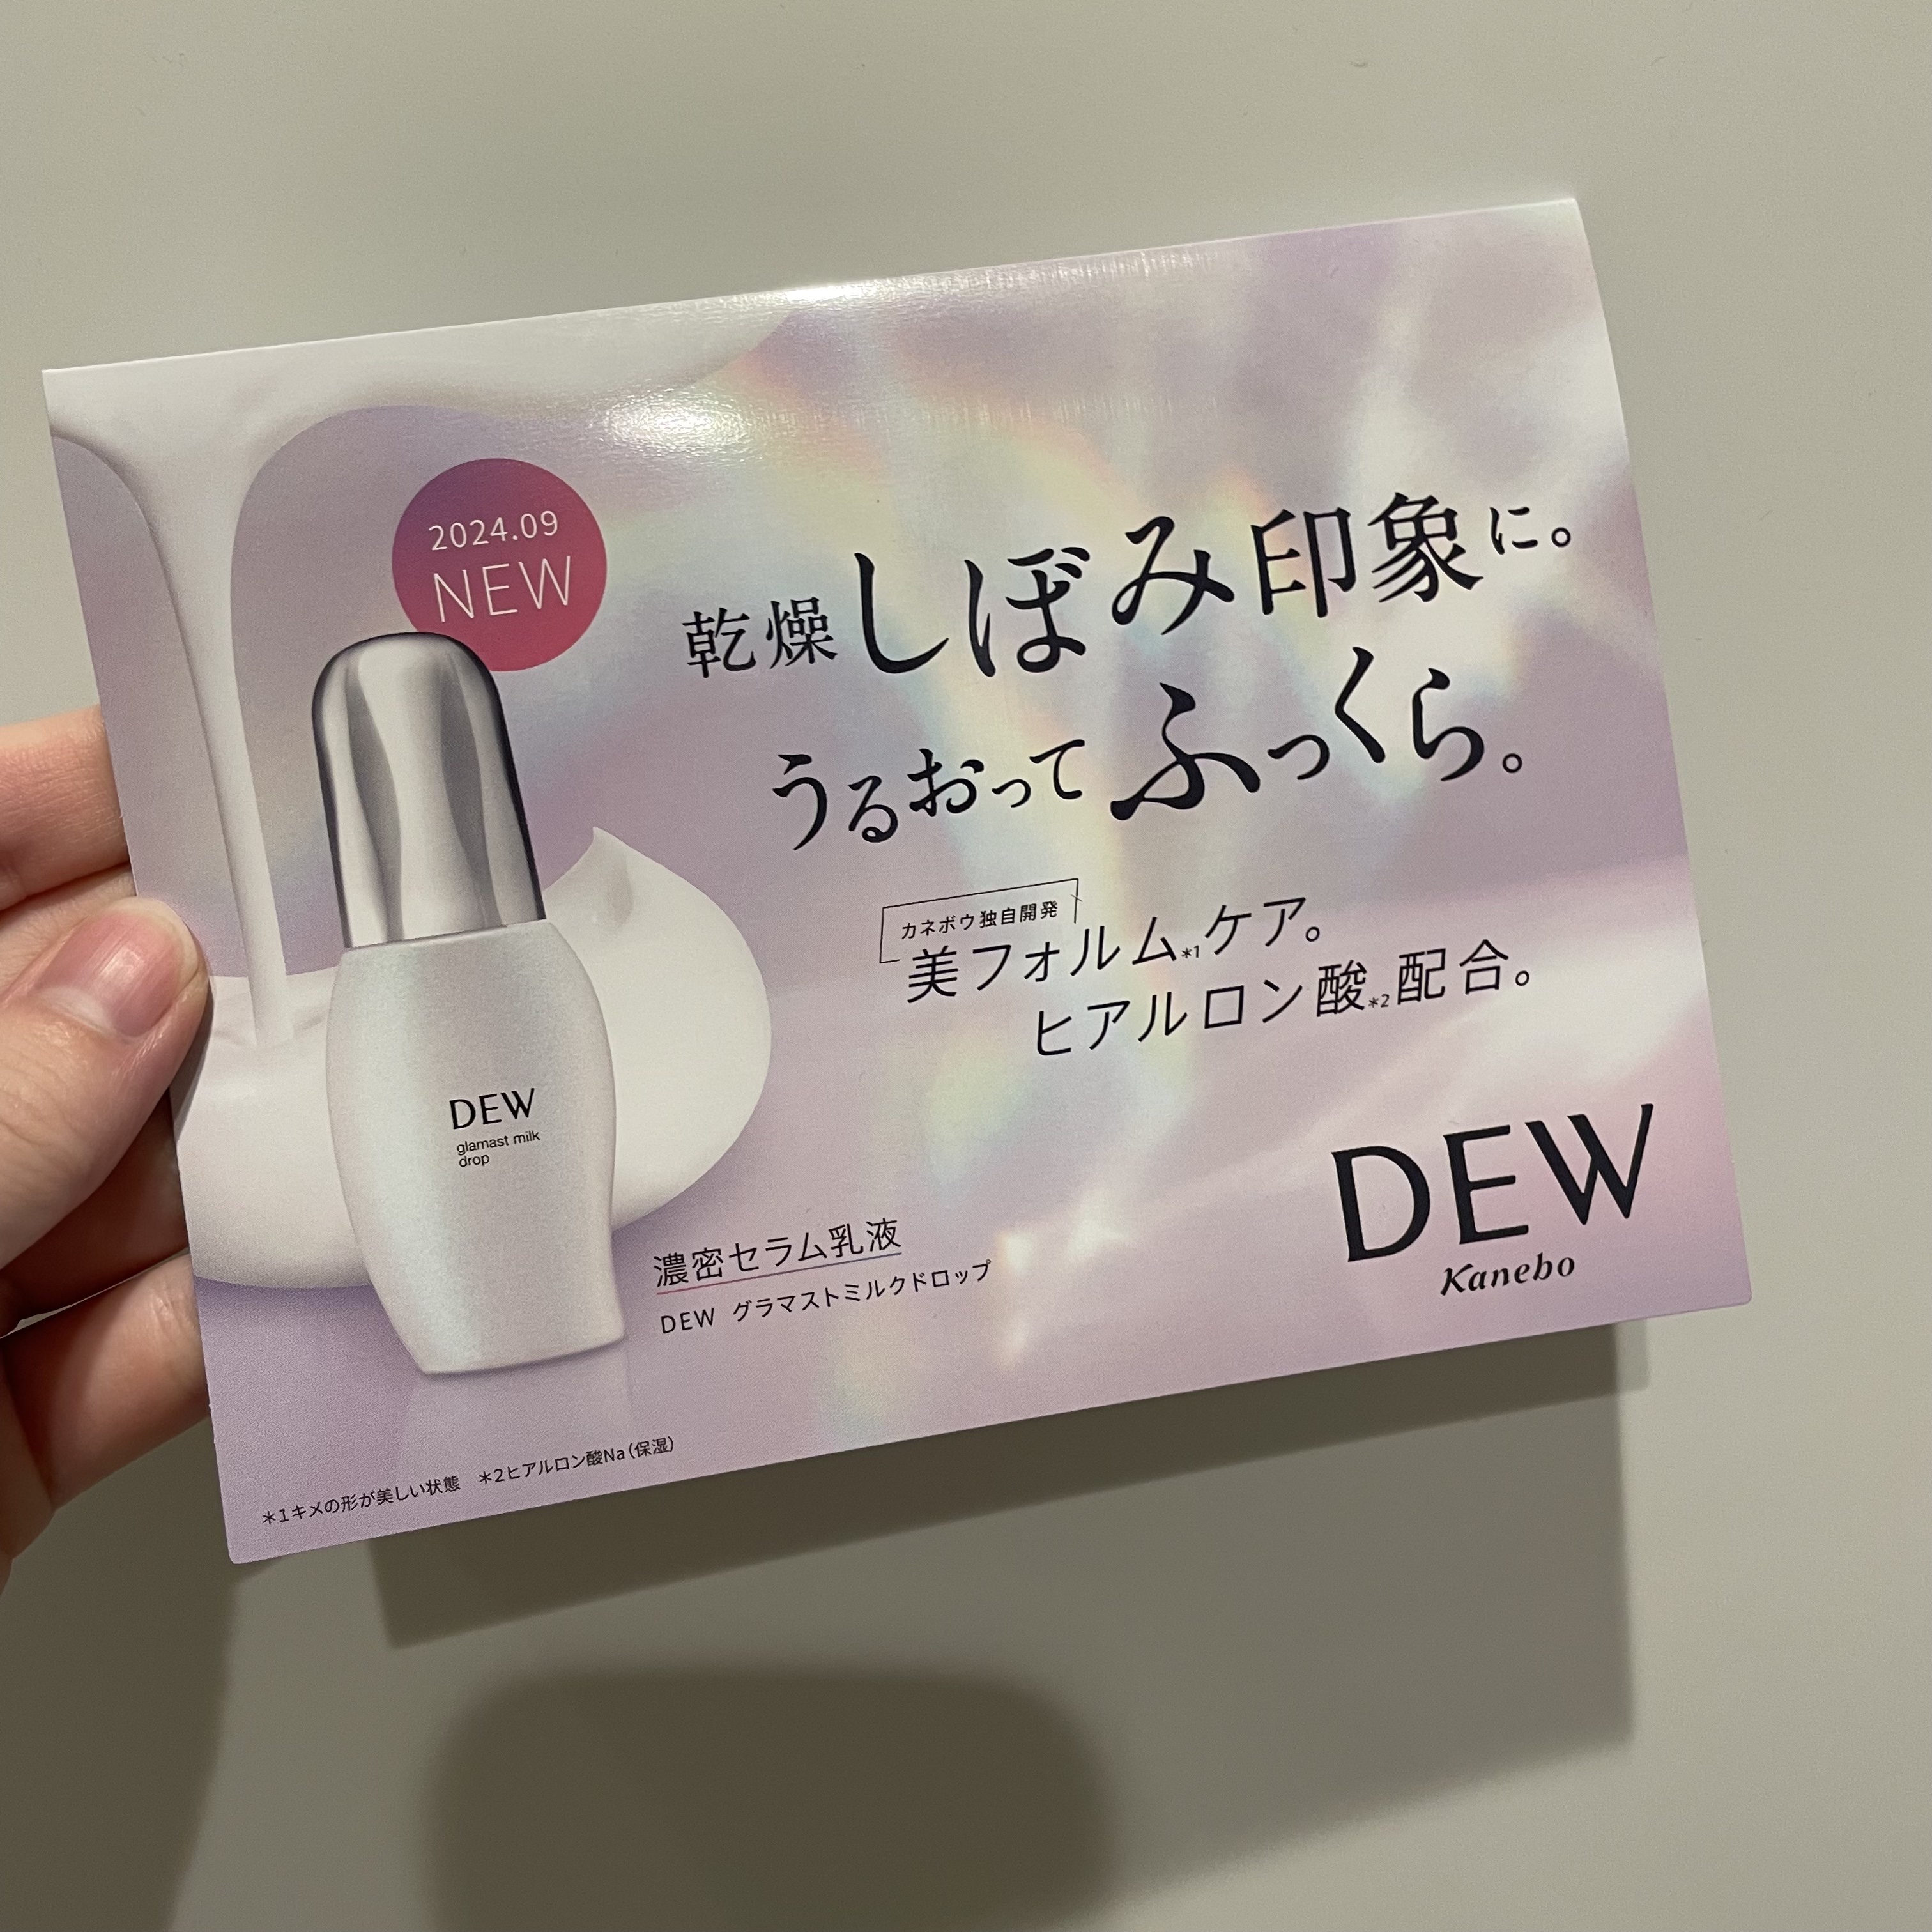 2024.09
NEW
乾燥しぼみ印象に。
うるおってふっくら。
カネボウ独自開発
美フォルム*1ケア。
ヒアルロン酸*2配合。
DEW
glamast milk
drop
濃密セラム乳液
DEW グラマストミルクドロップ
DEW
Kanebo
*1キメの形が美しい状態 *2ヒアルロン酸Na(保湿)